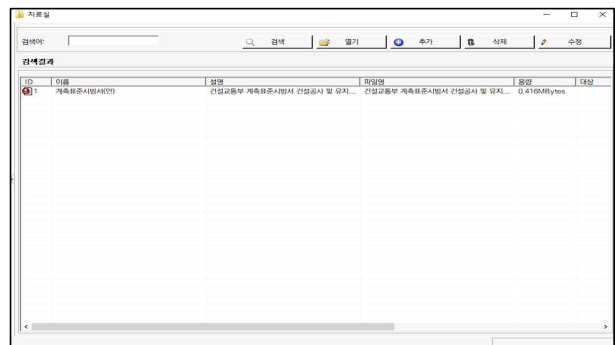 자료실
검색어: 검색 열기 추가 삭제 수정
검색결과
ID 이름 설명 파일명 용량 대상
1 계측표준시방서(안) 건설교통부 계측표준시방서 건설공사 및 유지... 건설교통부 계측표준시방서 건설공사 및 유지... 0.416MBytes